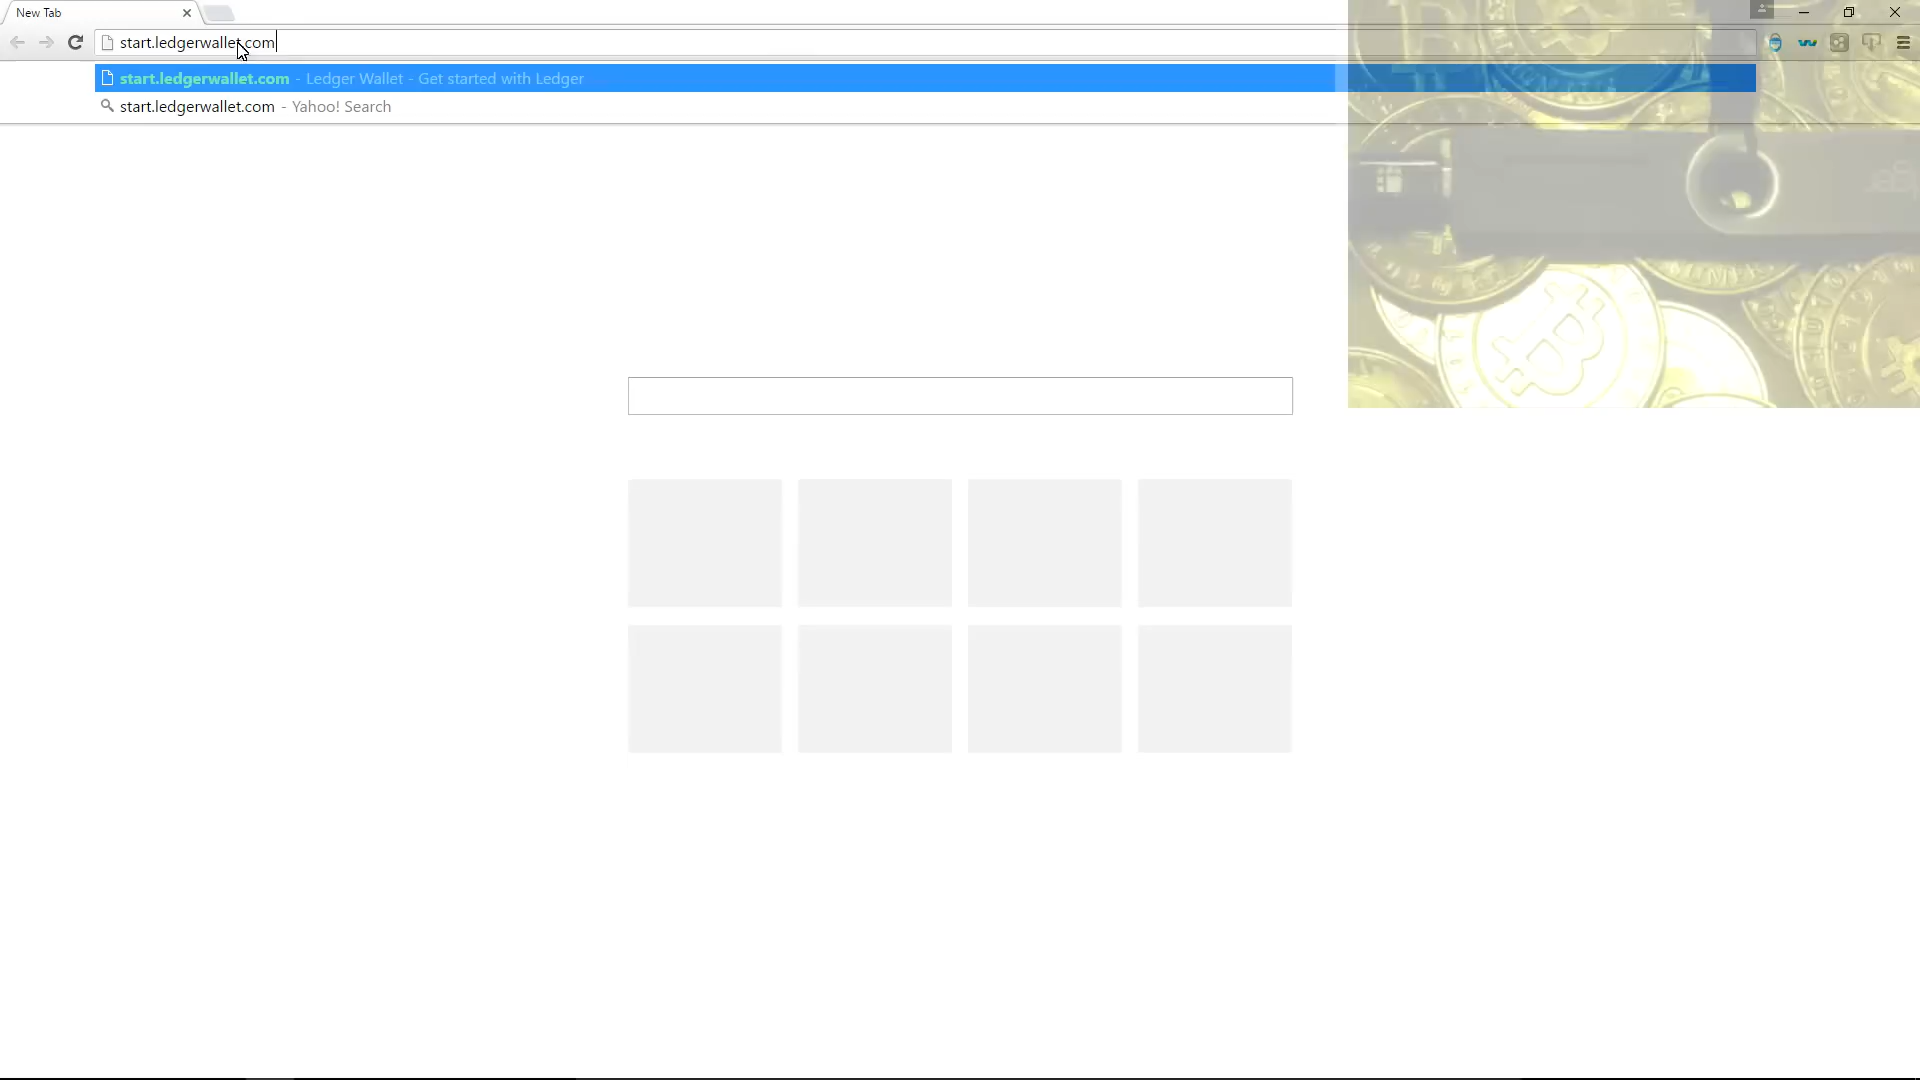 New Tab
start.ledgerwallet.com
start.ledgerwallet.com - Ledger Wallet - Get started with Ledger
start.ledgerwallet.com - Yahoo! Search